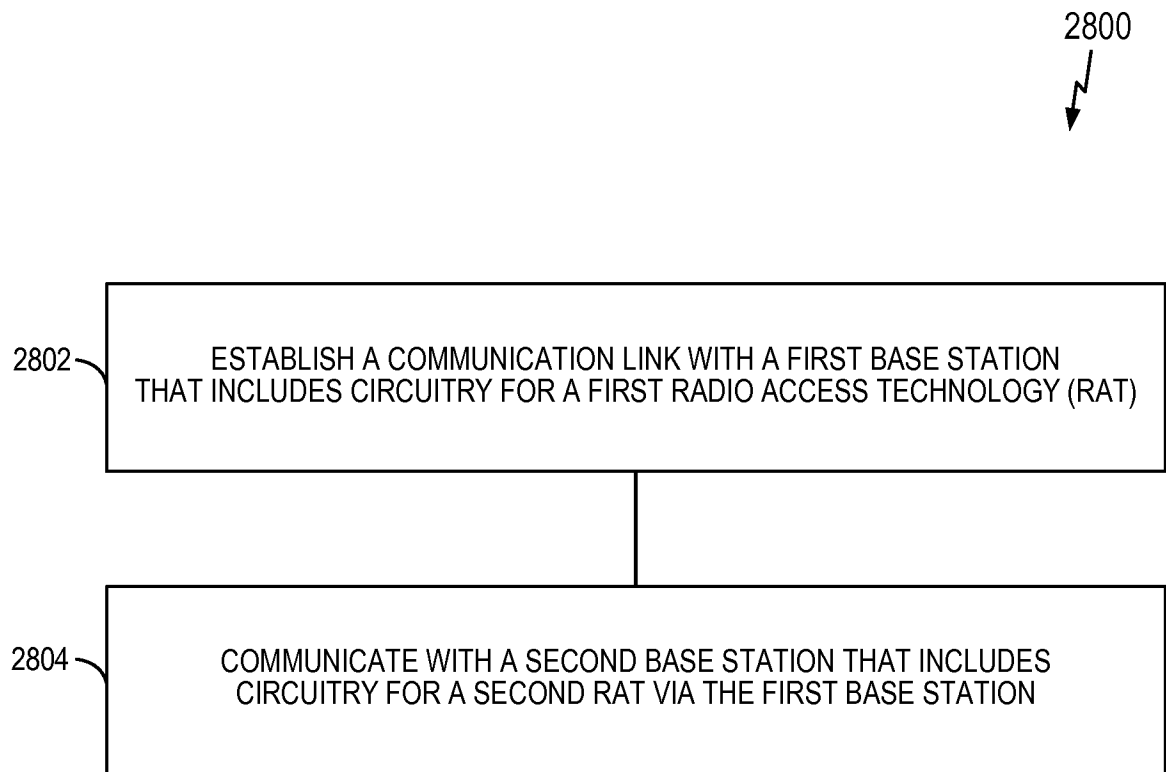 2800
2802
ESTABLISH A COMMUNICATION LINK WITH A FIRST BASE STATION
THAT INCLUDES CIRCUITRY FOR A FIRST RADIO ACCESS TECHNOLOGY (RAT)
2804
COMMUNICATE WITH A SECOND BASE STATION THAT INCLUDES
CIRCUITRY FOR A SECOND RAT VIA THE FIRST BASE STATION